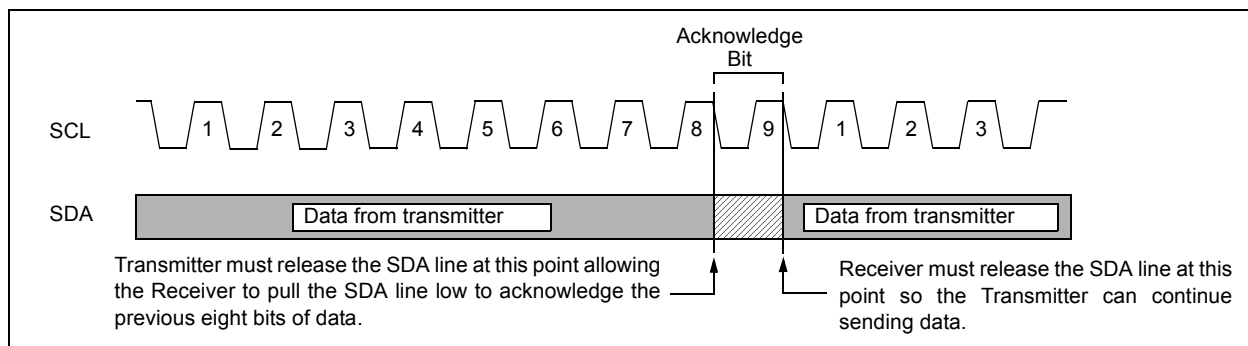 Acknowledge
Bit
SCL
1 2 3 4 5 6 7 8 9 1 2 3
SDA
Data from transmitter
Data from transmitter
Transmitter must release the SDA line at this point allowing
the Receiver to pull the SDA line low to acknowledge the
previous eight bits of data.
Receiver must release the SDA line at this
point so the Transmitter can continue
sending data.